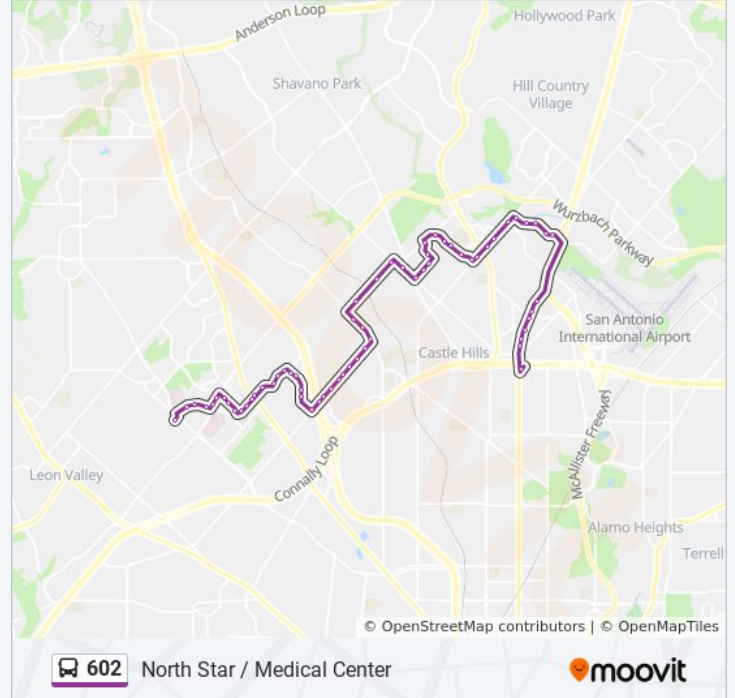 Anderson Loop
Hollywood Park
Shavano Park
Hill Country
Village
Wurzbach Parkway
San Antonio
International Airport
Castle Hills
McAllister Freeway
Connally Loop
Leon Valley
Alamo Heights
Terrell
© OpenStreetMap contributors | © OpenMapTiles
602 North Star / Medical Center
moovit